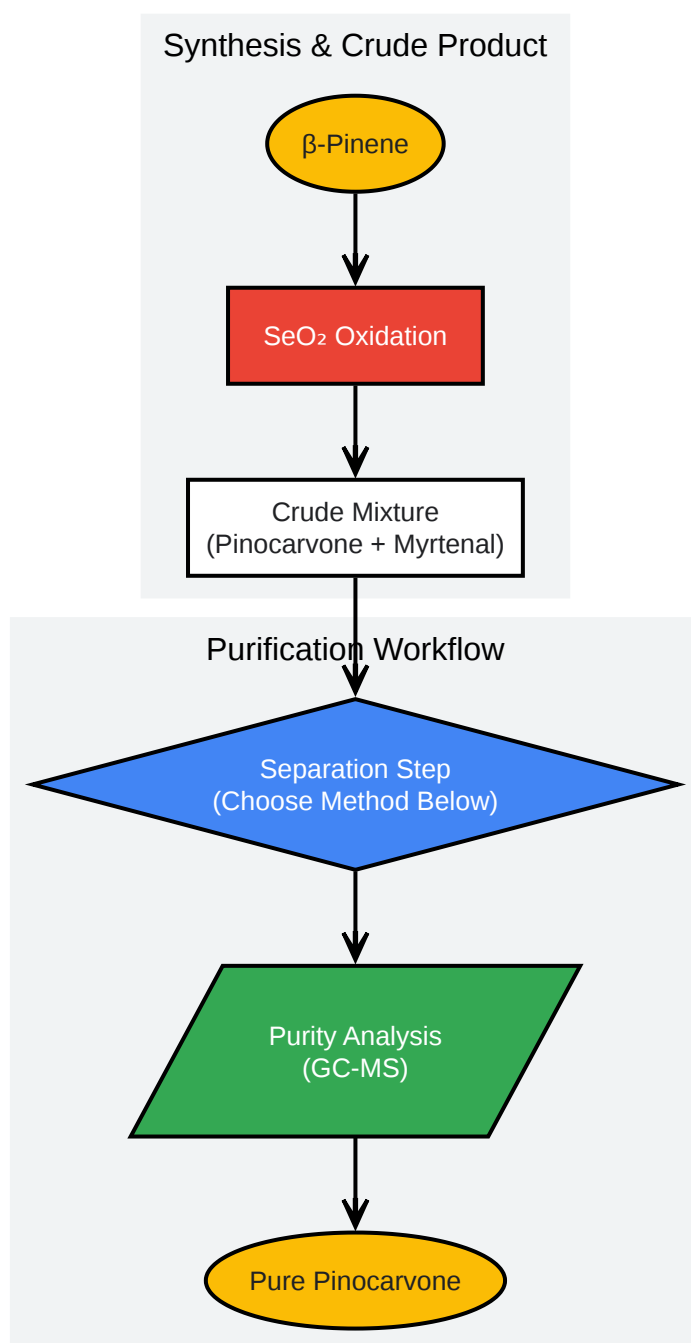 Synthesis & Crude Product
β-Pinene
SeO₂ Oxidation
Crude Mixture
(Pinocarvone + Myrtenal)
Purification Workflow
Separation Step
(Choose Method Below)
Purity Analysis
(GC-MS)
Pure Pinocarvone